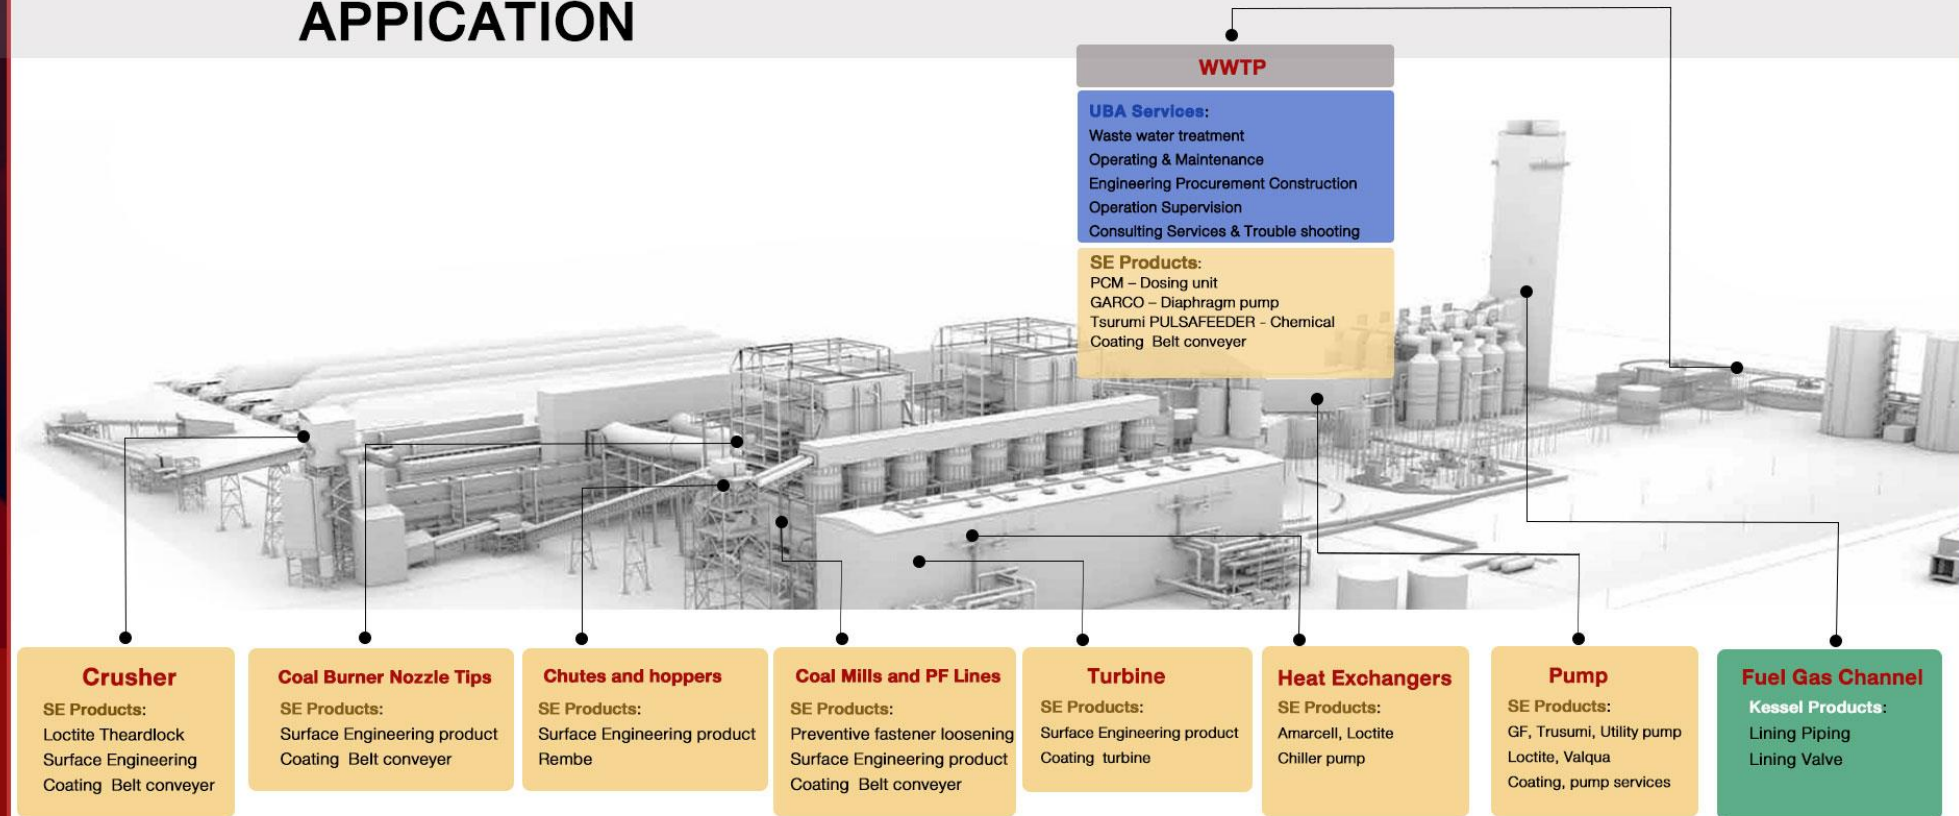 APPICATION
WWTP
UBA Services:
Waste water treatment
Operating & Maintenance
Engineering Procurement Construction
Operation Supervision
Consulting Services & Trouble shooting
SE Products:
PCM – Dosing unit
GARCO – Diaphragm pump
Tsurumi PULSAFEEDER - Chemical
Coating Belt conveyer
Crusher
SE Products:
Loctite Theardlock
Surface Engineering
Coating Belt conveyer
Coal Burner Nozzle Tips
SE Products:
Surface Engineering product
Coating Belt conveyer
Chutes and hoppers
SE Products:
Surface Engineering product
Rembe
Coal Mills and PF Lines
SE Products:
Preventive fastener loosening
Surface Engineering product
Coating Belt conveyer
Turbine
SE Products:
Surface Engineering product
Coating turbine
Heat Exchangers
SE Products:
Amarcell, Loctite
Chiller pump
Pump
SE Products:
GF, Trusumi, Utility pump
Loctite, Valqua
Coating, pump services
Fuel Gas Channel
Kessel Products:
Lining Piping
Lining Valve